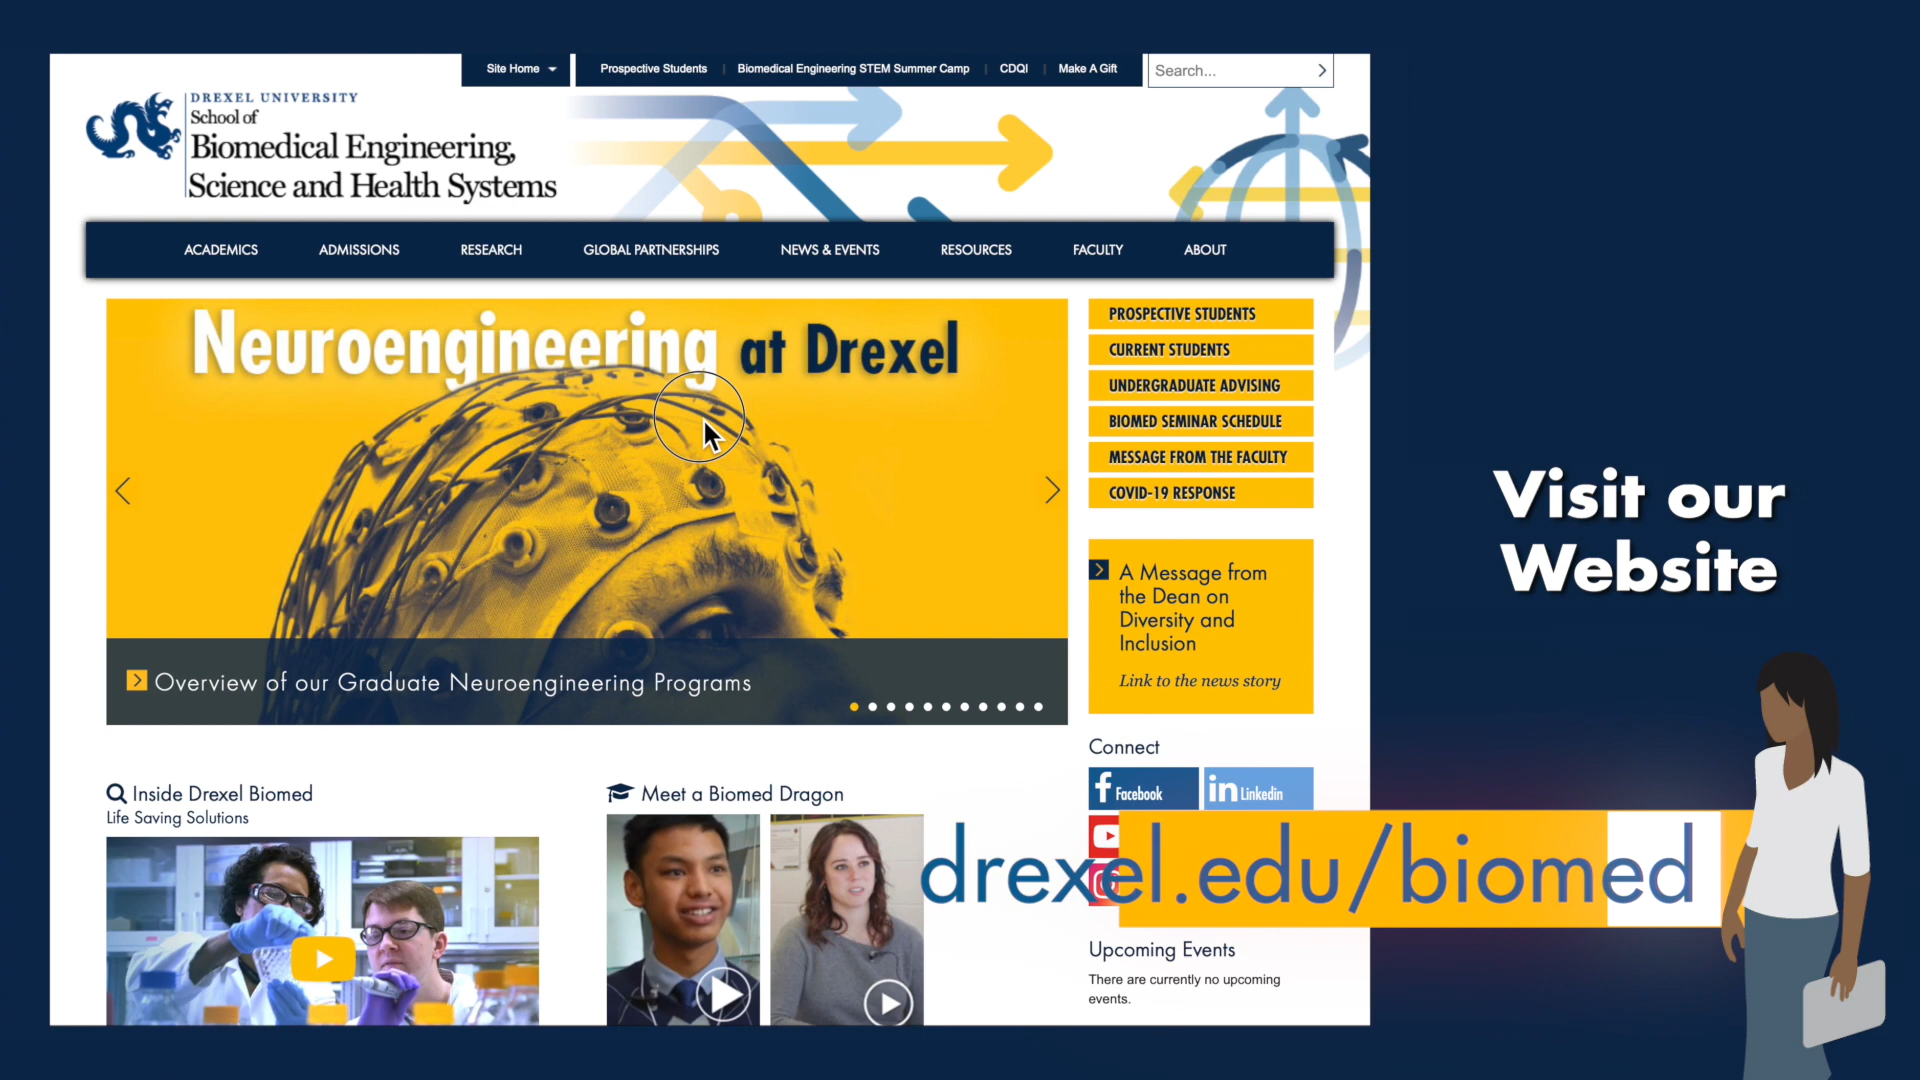 Site Home
Prospective Students
Biomedical Engineering STEM Summer Camp
CDQI
Make A Gift
Search...
DREXEL UNIVERSITY
School of
Biomedical Engineering,
Science and Health Systems
ACADEMICS
ADMISSIONS
RESEARCH
GLOBAL PARTNERSHIPS
NEWS & EVENTS
RESOURCES
FACULTY
ABOUT
Neuroengineering at Drexel
Overview of our Graduate Neuroengineering Programs
PROSPECTIVE STUDENTS
CURRENT STUDENTS
UNDERGRADUATE ADVISING
BIOMED SEMINAR SCHEDULE
MESSAGE FROM THE FACULTY
COVID-19 RESPONSE
A Message from
the Dean on
Diversity and
Inclusion
Link to the news story
Connect
Facebook
in Linkedin
Inside Drexel Biomed
Life Saving Solutions
Meet a Biomed Dragon
Upcoming Events
There are currently no upcoming
events.
Visit our
Website
drexel.edu/biomed